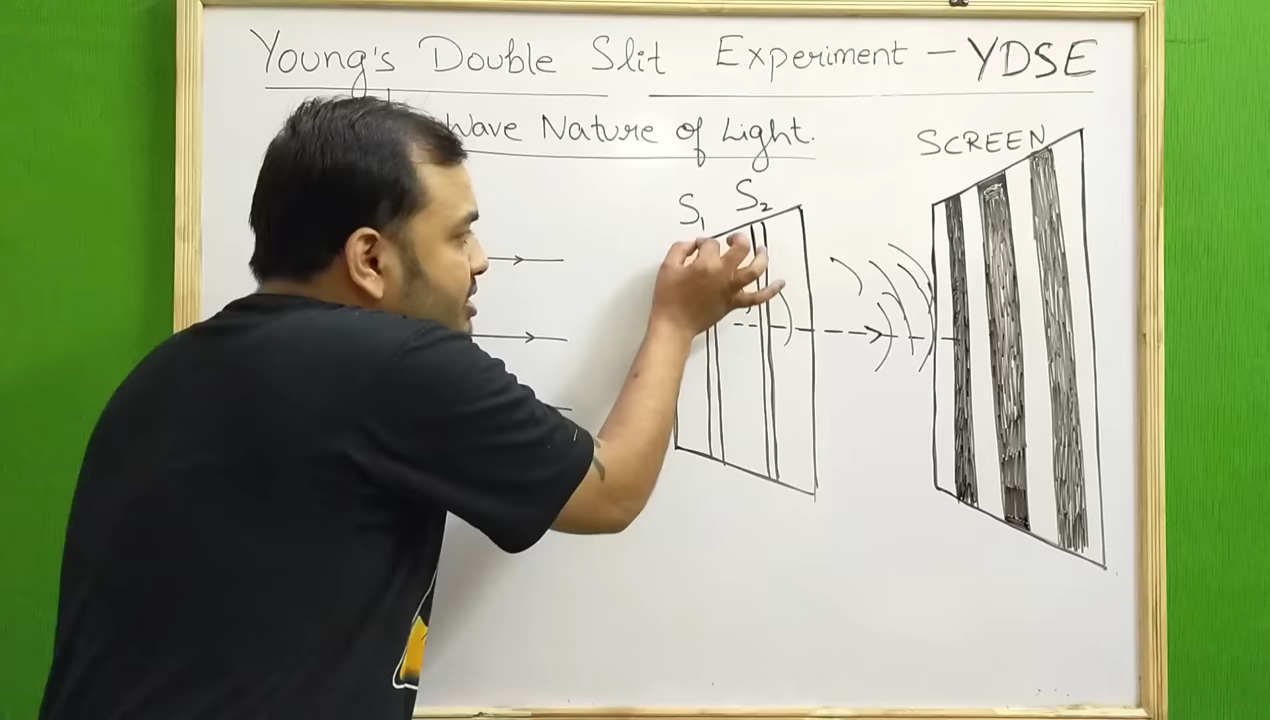 Young's Double Slit Experiment - YDSE
Wave Nature of Light.
SCREEN
S1 S2